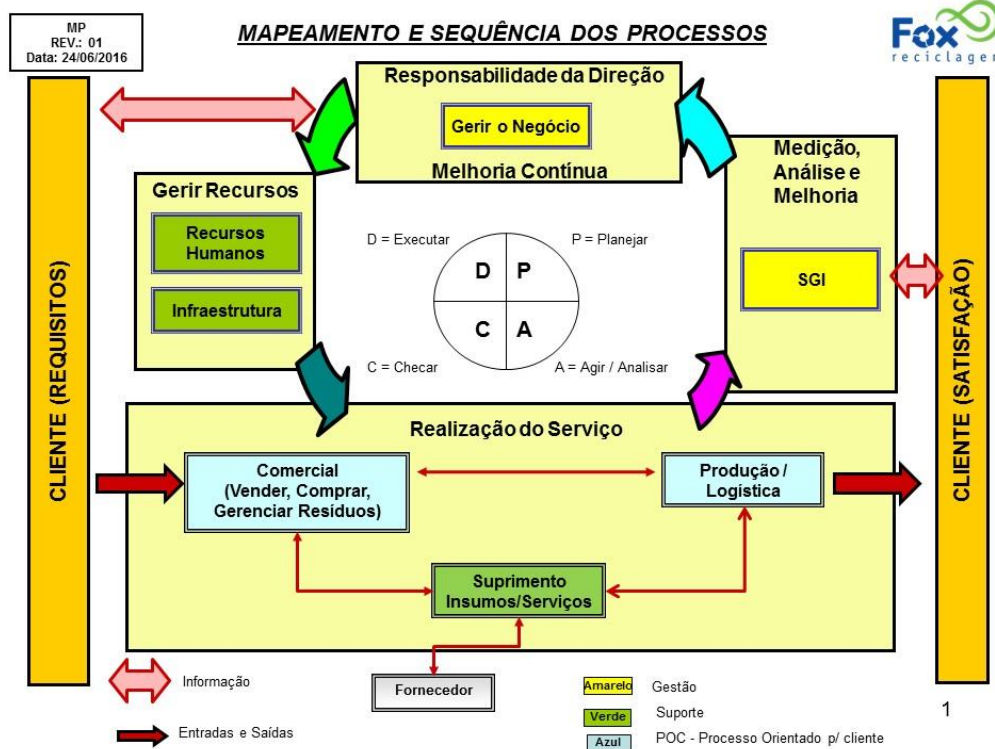 MP
REV.: 01
Data: 24/06/2016
MAPEAMENTO E SEQUÊNCIA DOS PROCESSOS
Fox
reciclagem
Responsabilidade da Direção
Gerir o Negócio
Melhoria Contínua
Medição,
Análise e
Melhoria
SGI
Gerir Recursos
Recursos
Humanos
Infraestrutura
D = Executar
P = Planejar
D
P
C
A
C = Checar
A = Agir / Analisar
CLIENTE (REQUISITOS)
CLIENTE (SATISFAÇÃO)
Realização do Serviço
Comercial
(Vender, Comprar,
Gerenciar Resíduos)
Produção /
Logística
Suprimento
Insumos/Serviços
Fornecedor
Informação
Entradas e Saídas
Amarelo Gestão
Verde Suporte
Azul POC - Processo Orientado p/ cliente
1